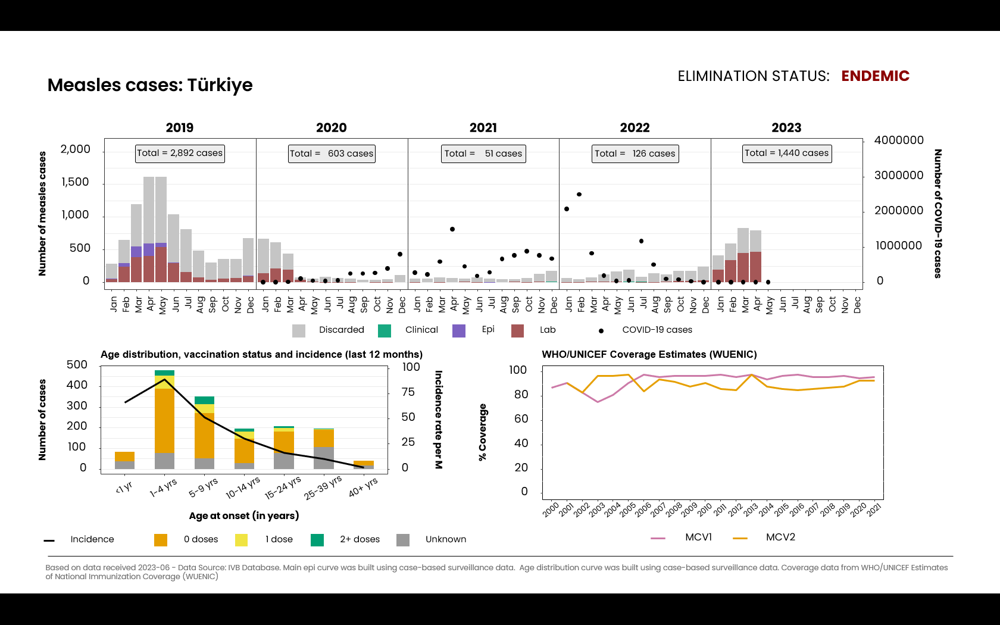 Measles cases: Türkiye
ELIMINATION STATUS: ENDEMIC
2019 2020 2021 2022 2023
Total = 2,892 cases
Total = 603 cases
Total = 51 cases
Total = 126 cases
Total = 1,440 cases
Number of measles cases
2,000
1,500
1,000
500
0
4000000
3000000
2000000
1000000
0
Number of COVID-19 cases
Jan Feb Mar Apr May Jun Jul Aug Sep Oct Nov Dec Jan Feb Mar Apr May Jun Jul Aug Sep Oct Nov Dec Jan Feb Mar Apr May Jun Jul Aug Sep Oct Nov Dec Jan Feb Mar Apr May Jun Jul Aug Sep Oct Nov Dec Jan Feb Mar Apr May Jun Jul Aug Sep Oct Nov Dec
Discarded Clinical Epi Lab COVID-19 cases
Age distribution, vaccination status and incidence (last 12 months)
Number of cases
500
400
300
200
100
0
100
75
50
25
0
Incidence rate per M
<1 yr 1-4 yrs 5-9 yrs 10-14 yrs 15-24 yrs 25-39 yrs 40+ yrs
Age at onset (in years)
Incidence 0 doses 1 dose 2+ doses Unknown
WHO/UNICEF Coverage Estimates (WUENIC)
% Coverage
100
80
60
40
20
0
2000 2001 2002 2003 2004 2005 2006 2007 2008 2009 2010 2011 2012 2013 2014 2015 2016 2017 2018 2019 2020 2021
MCV1 MCV2
Based on data received 2023-06 - Data Source: IVB Database. Main epi curve was built using case-based surveillance data. Age distribution curve was built using case-based surveillance data. Coverage data from WHO/UNICEF Estimates
of National Immunization Coverage (WUENIC)